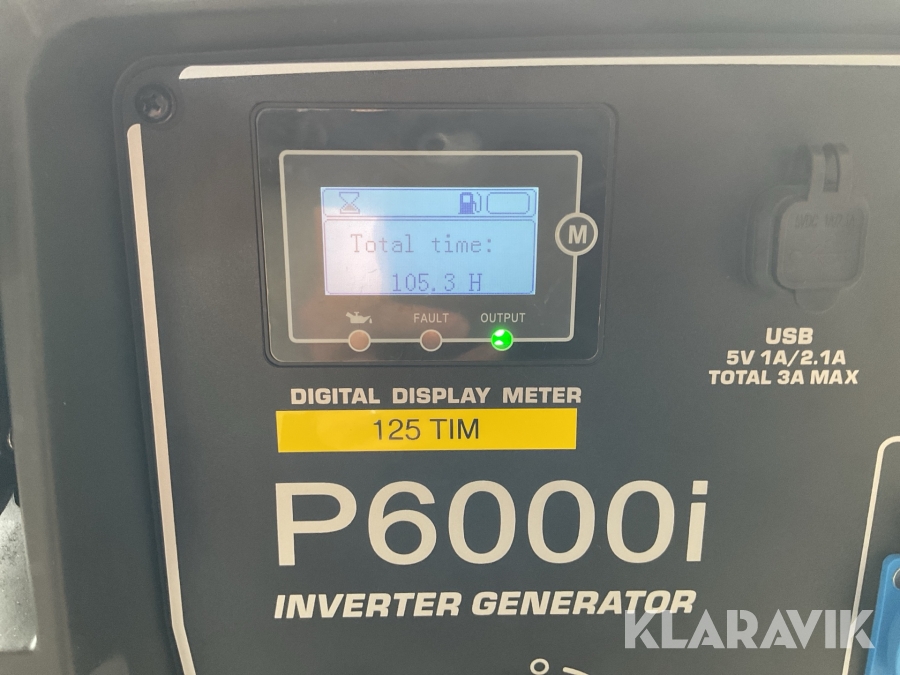 Total time:
105.3 H
M
FAULT OUTPUT
USB
5V 1A/2.1A
TOTAL 3A MAX
DIGITAL DISPLAY METER
125 TIM
P6000i
INVERTER GENERATOR
KLARAVIK